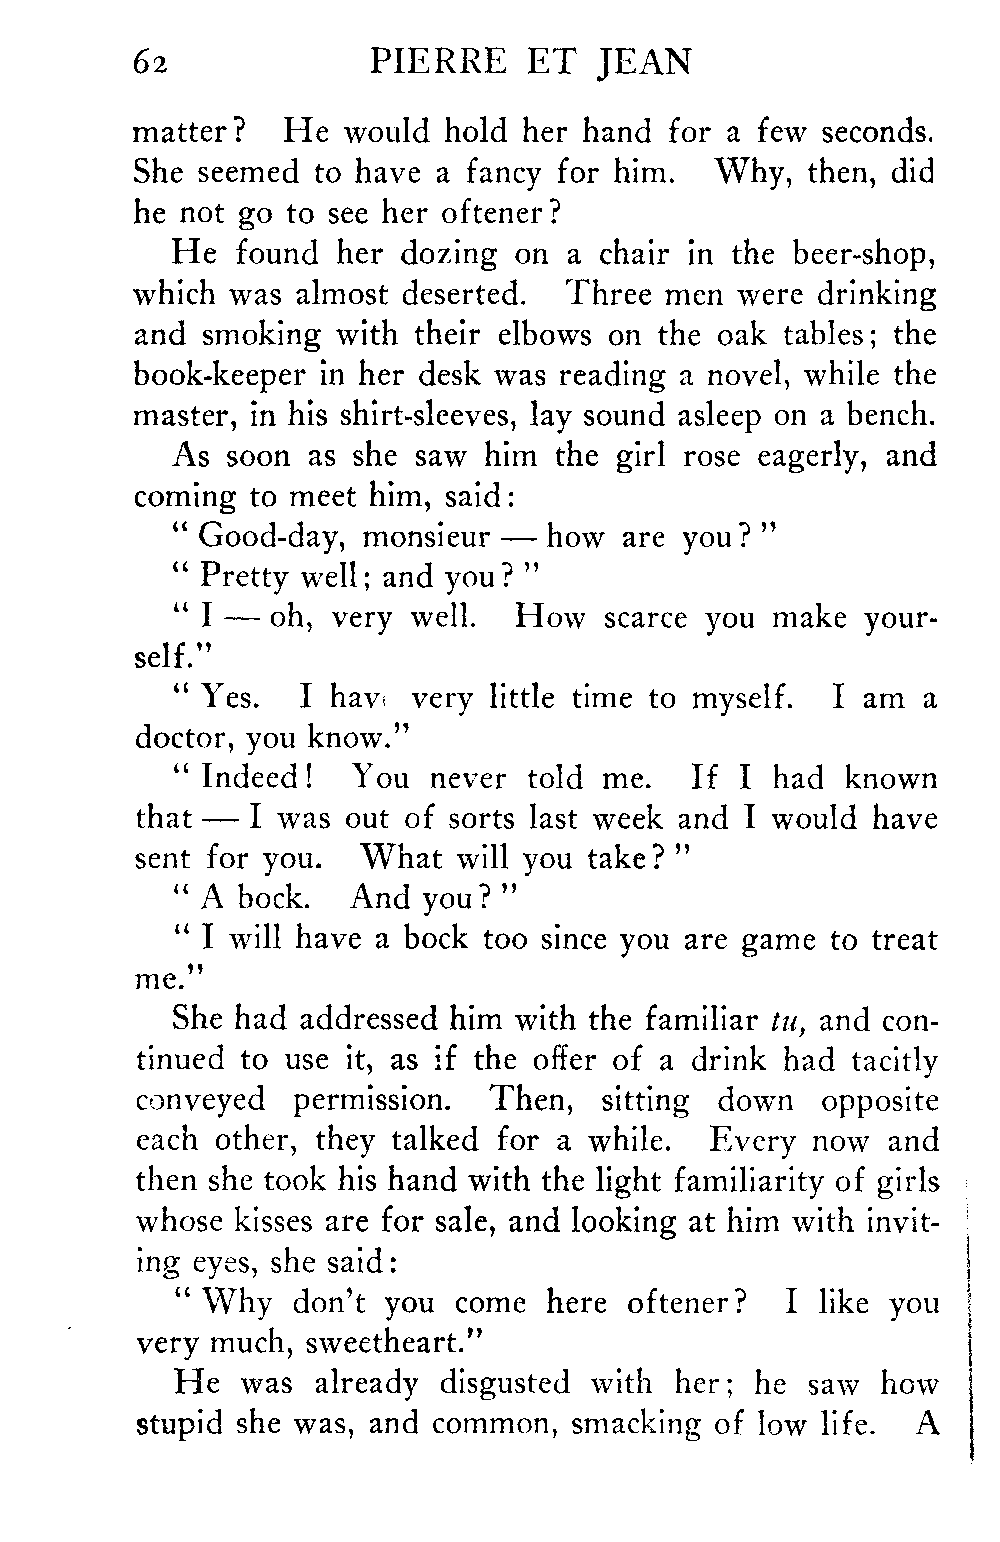 62 PIERRE ET JEAN
matter? He would hold her hand for a few seconds.
She seemed to have a fancy for him. Why, then, did
he not go to see her oftener?
He found her dozing on a chair in the beer-shop,
which was almost deserted. Three men were drinking
and smoking with their elbows on the oak tables; the
book-keeper in her desk was reading a novel, while the
master, in his shirt-sleeves, lay sound asleep on a bench.
As soon as she saw him the girl rose eagerly, and
coming to meet him, said:
" Good-day, monsieur — how are you? "
" Pretty well; and you? "
" I — oh, very well. How scarce you make your-
self."
" Yes. I have very little time to myself. I am a
doctor, you know."
" Indeed! You never told me. If I had known
that — I was out of sorts last week and I would have
sent for you. What will you take? "
" A bock. And you? "
" I will have a bock too since you are game to treat
me."
She had addressed him with the familiar tu, and con-
tinued to use it, as if the offer of a drink had tacitly
conveyed permission. Then, sitting down opposite
each other, they talked for a while. Every now and
then she took his hand with the light familiarity of girls
whose kisses are for sale, and looking at him with invit-
ing eyes, she said:
" Why don't you come here oftener? I like you
very much, sweetheart."
He was already disgusted with her; he saw how
stupid she was, and common, smacking of low life. A